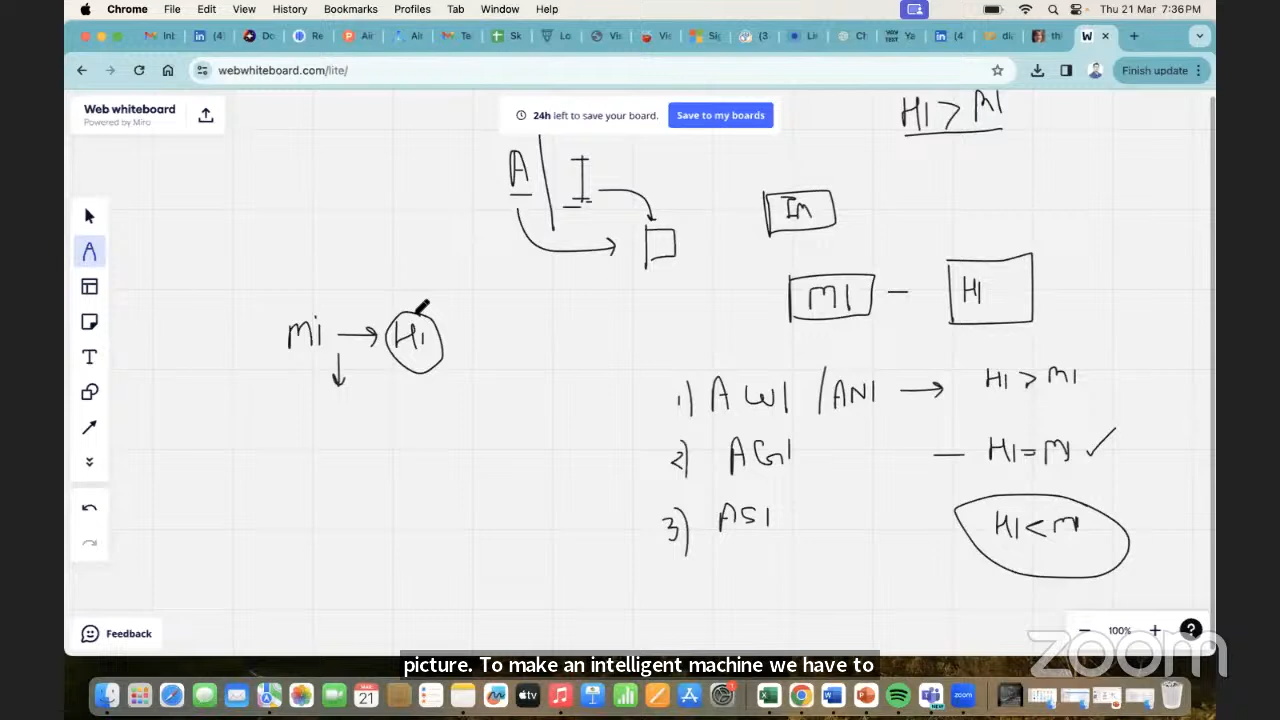 Chrome File Edit View History Bookmarks Profiles Tab Window Help Thu 21 Mar 7:36 PM
webwhiteboard.com/lite/
Finish update
Web whiteboard
Powered by Miro
24h left to save your board.
Save to my boards
HI > MI
A I
Im
MI - HI
Mi → Hi
1) AWI / ANI → HI > MI
2) AGI — HI = MI ✓
3) ASI HI < MI
Feedback
100%
zoom
picture. To make an intelligent machine we have to